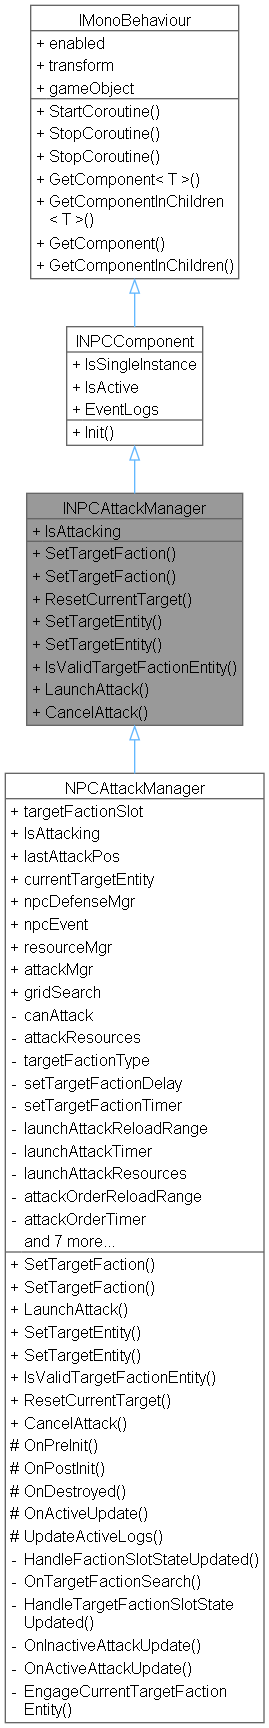 IMonoBehaviour
+ enabled
+ transform
+ gameObject
+ StartCoroutine()
+ StopCoroutine()
+ StopCoroutine()
+ GetComponent< T >()
+ GetComponentInChildren
< T >()
+ GetComponent()
+ GetComponentInChildren()
INPCComponent
+ IsSingleInstance
+ IsActive
+ EventLogs
+ Init()
INPCAttackManager
+ IsAttacking
+ SetTargetFaction()
+ SetTargetFaction()
+ ResetCurrentTarget()
+ SetTargetEntity()
+ SetTargetEntity()
+ IsValidTargetFactionEntity()
+ LaunchAttack()
+ CancelAttack()
NPCAttackManager
+ targetFactionSlot
+ IsAttacking
+ lastAttackPos
+ currentTargetEntity
+ npcDefenseMgr
+ npcEvent
+ resourceMgr
+ attackMgr
+ gridSearch
- canAttack
- attackResources
- targetFactionType
- setTargetFactionDelay
- setTargetFactionTimer
- launchAttackReloadRange
- launchAttackTimer
- launchAttackResources
- attackOrderReloadRange
- attackOrderTimer
and 7 more...
+ SetTargetFaction()
+ SetTargetFaction()
+ LaunchAttack()
+ SetTargetEntity()
+ SetTargetEntity()
+ IsValidTargetFactionEntity()
+ ResetCurrentTarget()
+ CancelAttack()
# OnPreInit()
# OnPostInit()
# OnDestroyed()
# OnActiveUpdate()
# UpdateActiveLogs()
- HandleFactionSlotStateUpdated()
- OnTargetFactionSearch()
- HandleTargetFactionSlotState
Updated()
- OnInactiveAttackUpdate()
- OnActiveAttackUpdate()
- EngageCurrentTargetFaction
Entity()